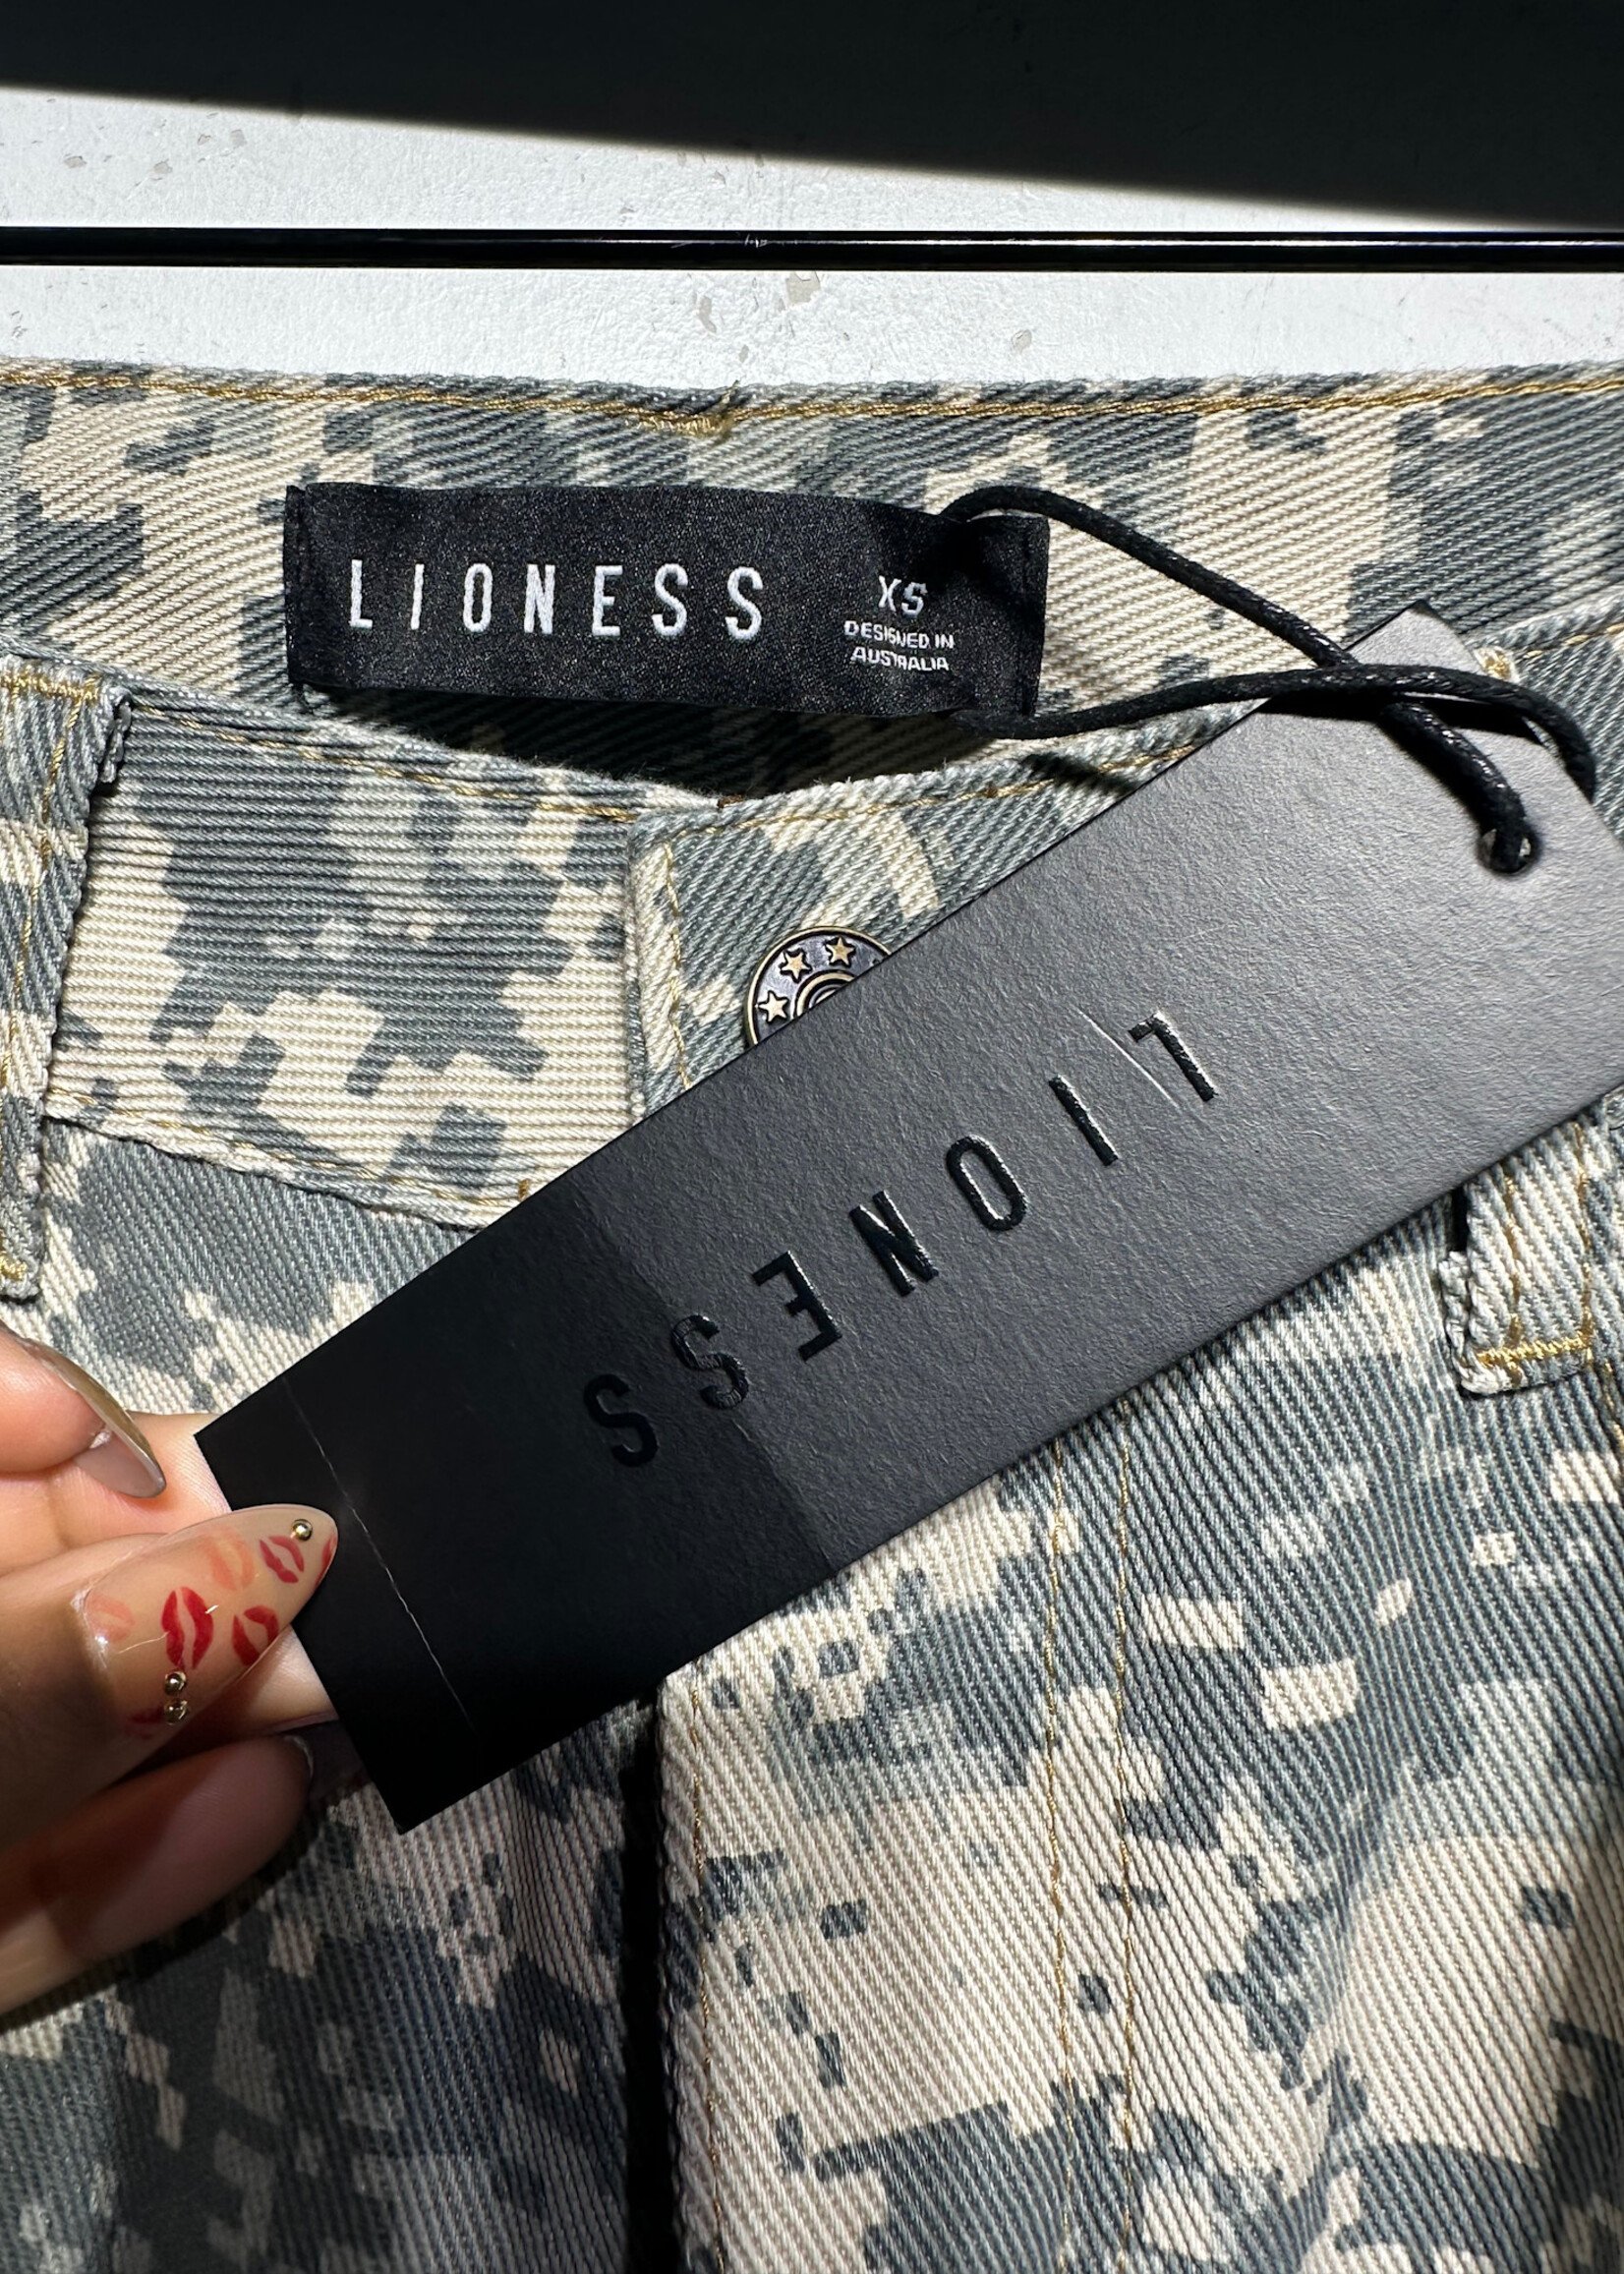 LIONESS
XS
DESIGNED IN
AUSTRALIA
LIONESS